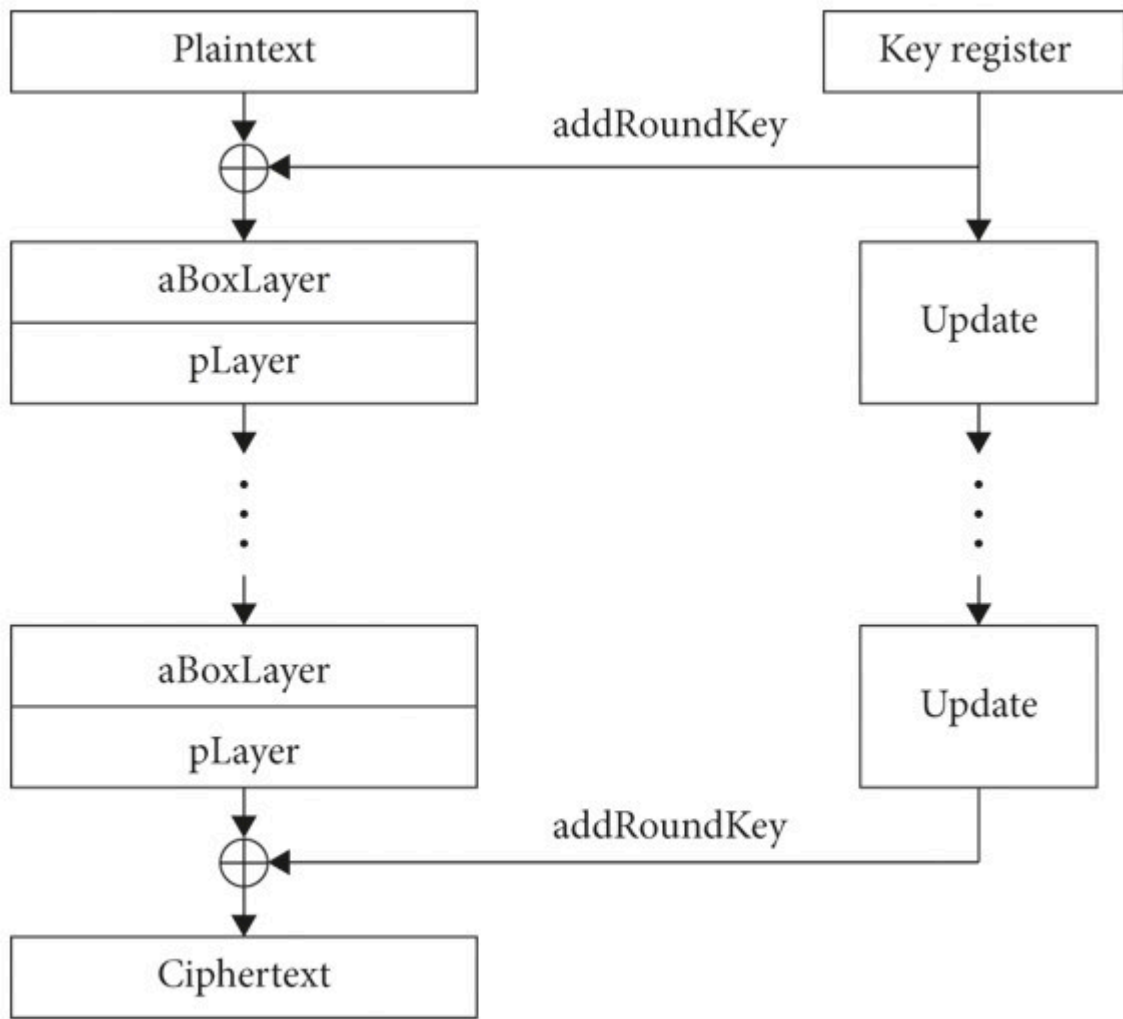 Plaintext
Key register
addRoundKey
aBoxLayer
pLayer
Update
aBoxLayer
pLayer
Update
addRoundKey
Ciphertext